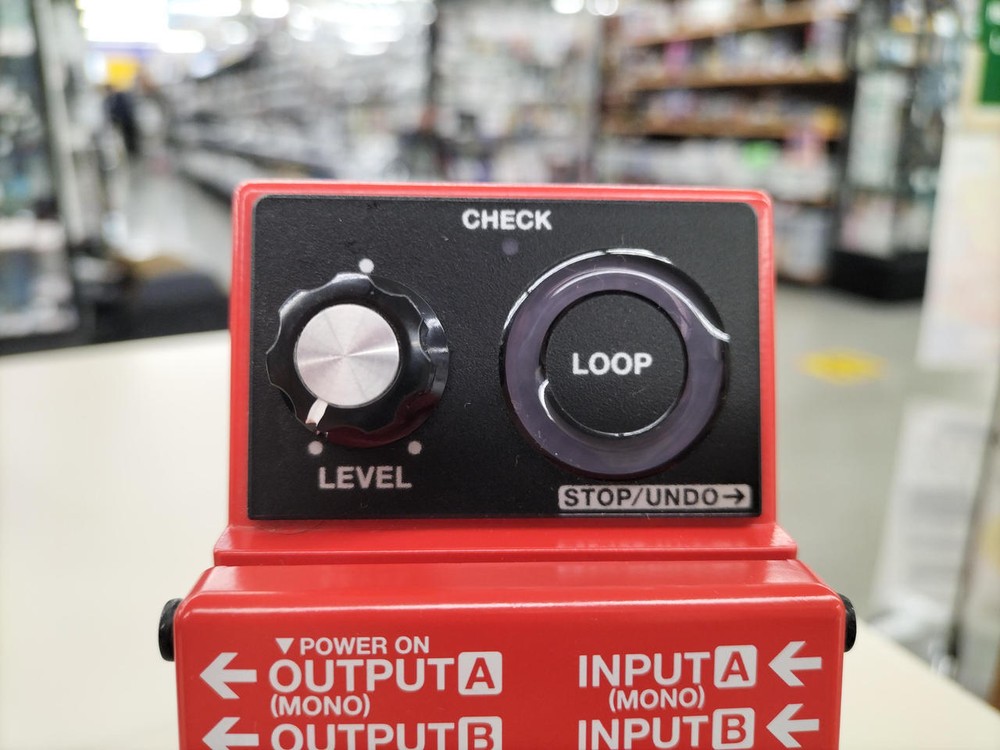 CHECK
LOOP
LEVEL
STOP/UNDO→
▼POWER ON
←OUTPUT A
(MONO)
←OUTPUT B
INPUT A←
(MONO)
INPUT B←